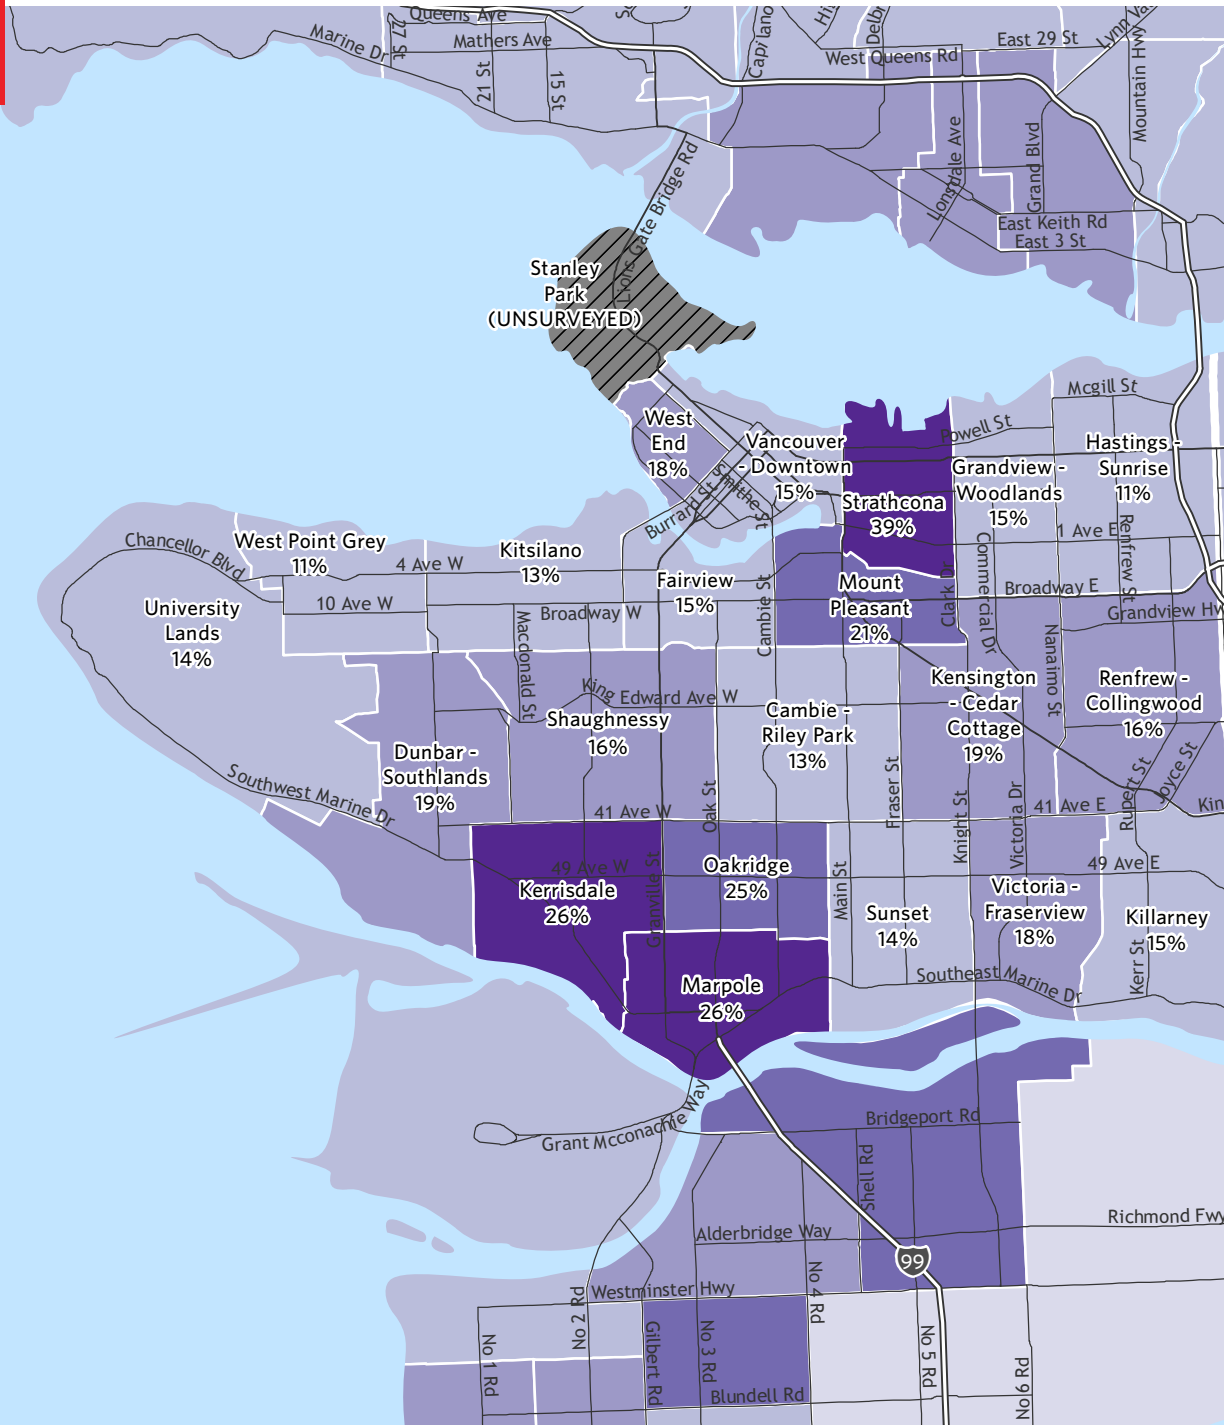 Queens Ave
Marine Dr
27 St
Mathers Ave
21 St
15 St
Capilano
West Queens Rd
East 29 St
Mountain Hwy
Lonsdale Ave
Grand Blvd
East Keith Rd
East 3 St
Lions Gate Bridge Rd
Stanley
Park
(UNSURVEYED)
West
End
18%
Vancouver
- Downtown
15%
Burrard St
Smithe St
Powell St
Mcgill St
Strathcona
39%
Grandview -
Woodlands
15%
Hastings -
Sunrise
11%
1 Ave E
Renfrew St
Chancellor Blvd
West Point Grey
11%
4 Ave W
Kitsilano
13%
10 Ave W
Broadway W
Fairview
15%
Cambie St
Mount
Pleasant
21%
Clark Dr
Commercial Dr
Broadway E
Grandview Hw
University
Lands
14%
Macdonald St
Nanaimo St
King Edward Ave W
Shaughnessy
16%
Cambie -
Riley Park
13%
Kensington
- Cedar
Cottage
19%
Renfrew -
Collingwood
16%
Dunbar -
Southlands
19%
Southwest Marine Dr
41 Ave W
Oak St
Fraser St
Knight St
Victoria Dr
41 Ave E
Rupert St
Joyce St
Kin
49 Ave W
Kerrisdale
26%
Granville St
Oakridge
25%
Main St
Sunset
14%
Victoria -
Fraserview
18%
49 Ave E
Killarney
15%
Kerr St
Marpole
26%
Southeast Marine Dr
Grant Mcconachie Way
Bridgeport Rd
Shell Rd
Alderbridge Way
Richmond Fwy
99
Westminster Hwy
No 1 Rd
No 2 Rd
Gilbert Rd
No 3 Rd
No 4 Rd
No 5 Rd
No 6 Rd
Blundell Rd